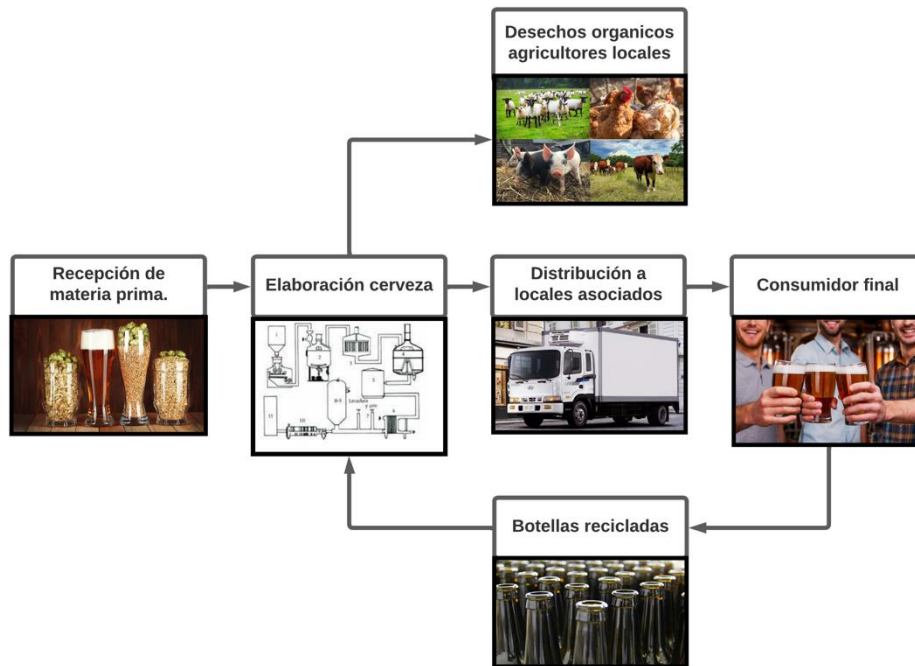 Desechos organicos
agricultores locales
Recepción de
materia prima.
Elaboración cerveza
Distribución a
locales asociados
Consumidor final
Botellas recicladas